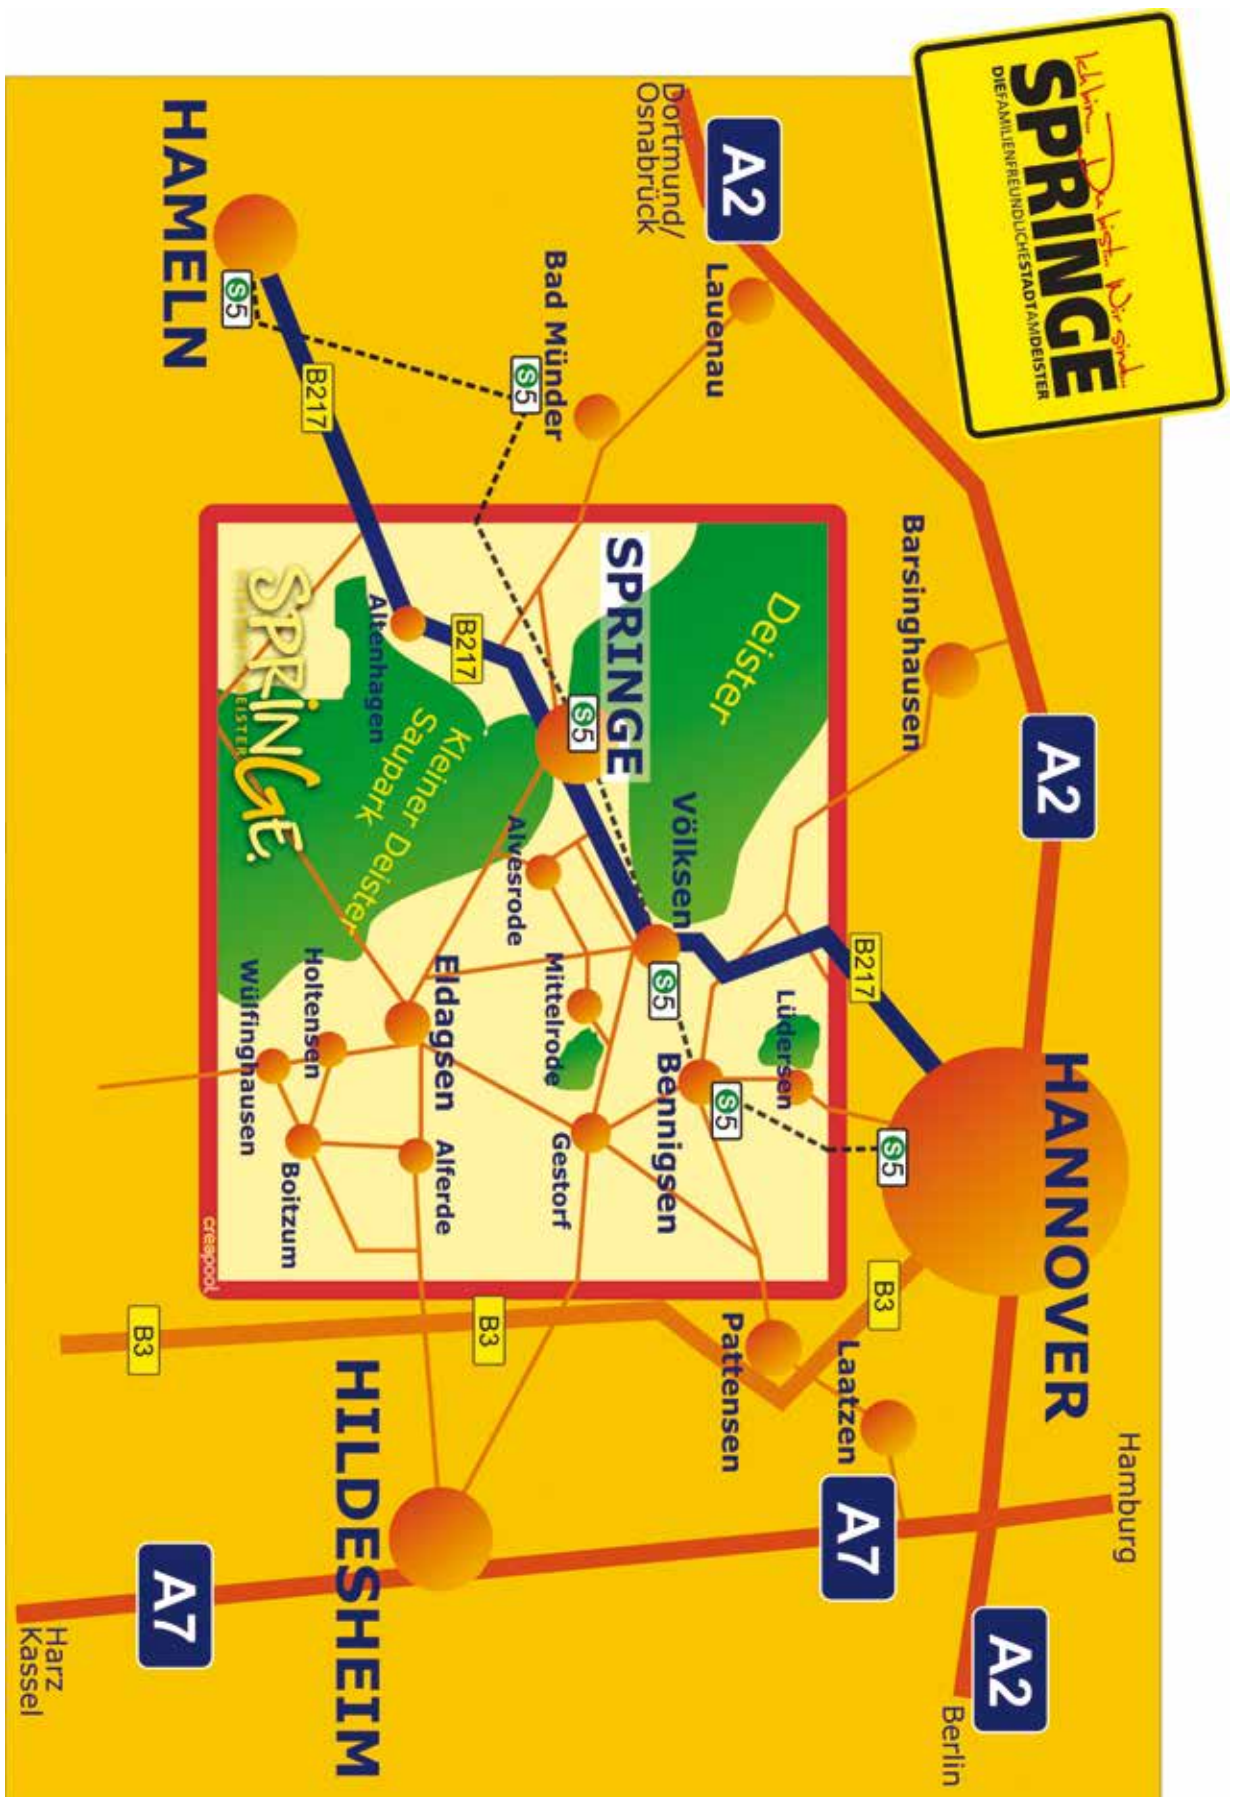 Ich bin... Du bist... Wir sind...
SPRINGE
DIEFAMILIENFREUNDLICHESTADTAMDEISTER
Hamburg
HANNOVER
A2
A2
Berlin
Barsinghausen
B217
S5
B3
Laatzen
A7
A2
Dortmund/
Osnabrück
Lauenau
Deister
Lüdersen
Pattensen
S5
Völksen
S5
Bennigsen
SPRINGE
S5
Bad Münder
S5
Mittelrode
Gestorf
Alvesrode
B217
B3
Kleiner Deister
Saupark
Eldagsen
Alferde
Altenhagen
HILDESHEIM
B217
Holtensen
Boitzum
Wülfinghausen
SPRiNGE.
S5
HAMELN
creapool
B3
A7
Harz
Kassel